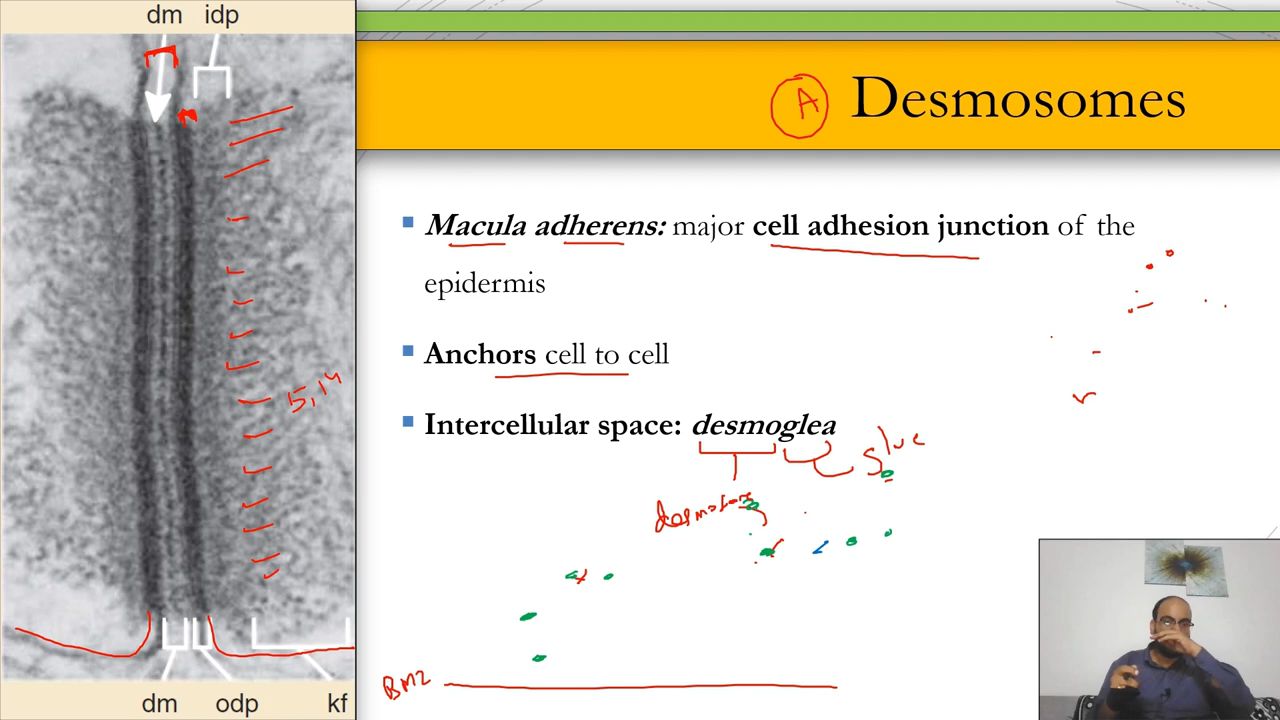 dm idp
A Desmosomes
Macula adherens: major cell adhesion junction of the
epidermis
Anchors cell to cell
5,14
Intercellular space: desmoglea
glue
BMZ
dm odp kf